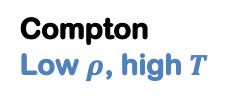 Compton
Low 𝝆, high 𝑻